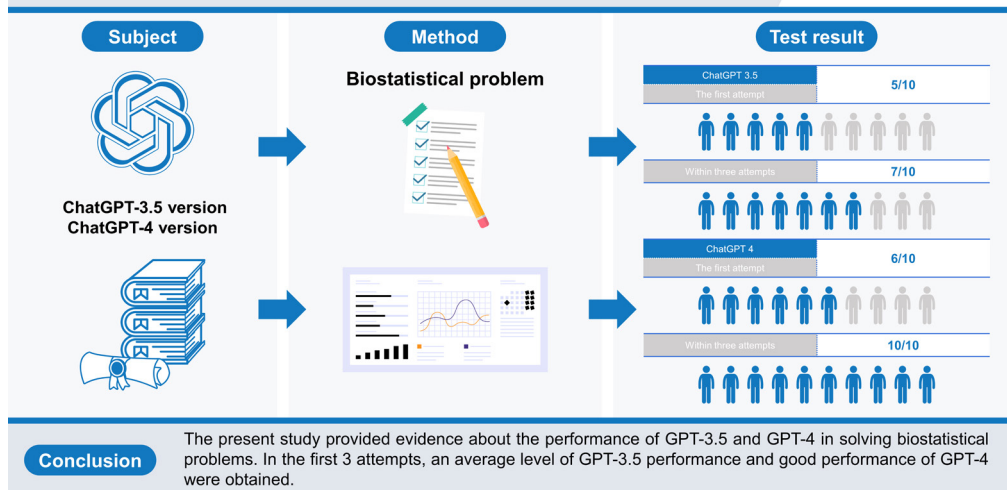 Subject
Method
Test result
Biostatistical problem
ChatGPT-3.5 version
ChatGPT-4 version
ChatGPT 3.5
The first attempt
5/10
Within three attempts
7/10
ChatGPT 4
The first attempt
6/10
Within three attempts
10/10
Conclusion
The present study provided evidence about the performance of GPT-3.5 and GPT-4 in solving biostatistical
problems. In the first 3 attempts, an average level of GPT-3.5 performance and good performance of GPT-4
were obtained.